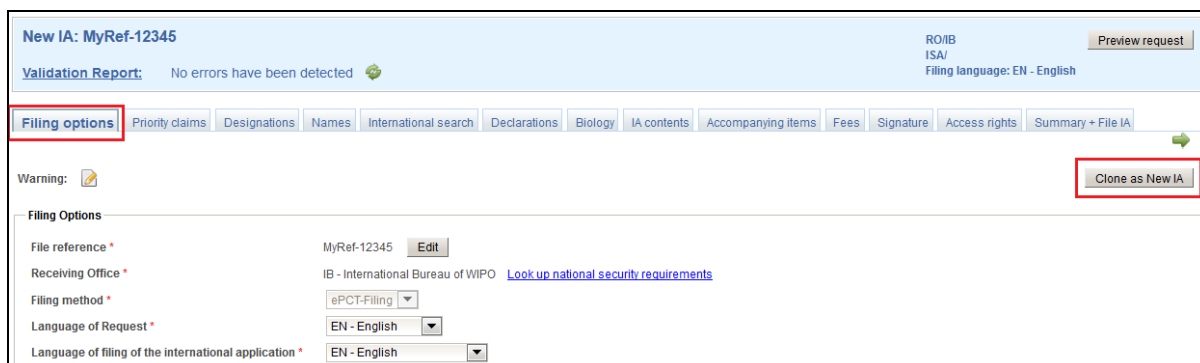 New IA: MyRef-12345
RO/IB
Preview request
ISA/
Validation Report: No errors have been detected
Filing language: EN - English
Filing options Priority claims Designations Names International search Declarations Biology IA contents Accompanying items Fees Signature Access rights Summary + File IA
Warning:
Clone as New IA
Filing Options
File reference * MyRef-12345 Edit
Receiving Office * IB - International Bureau of WIPO Look up national security requirements
Filing method * ePCT-Filing
Language of Request * EN - English
Language of filing of the international application * EN - English